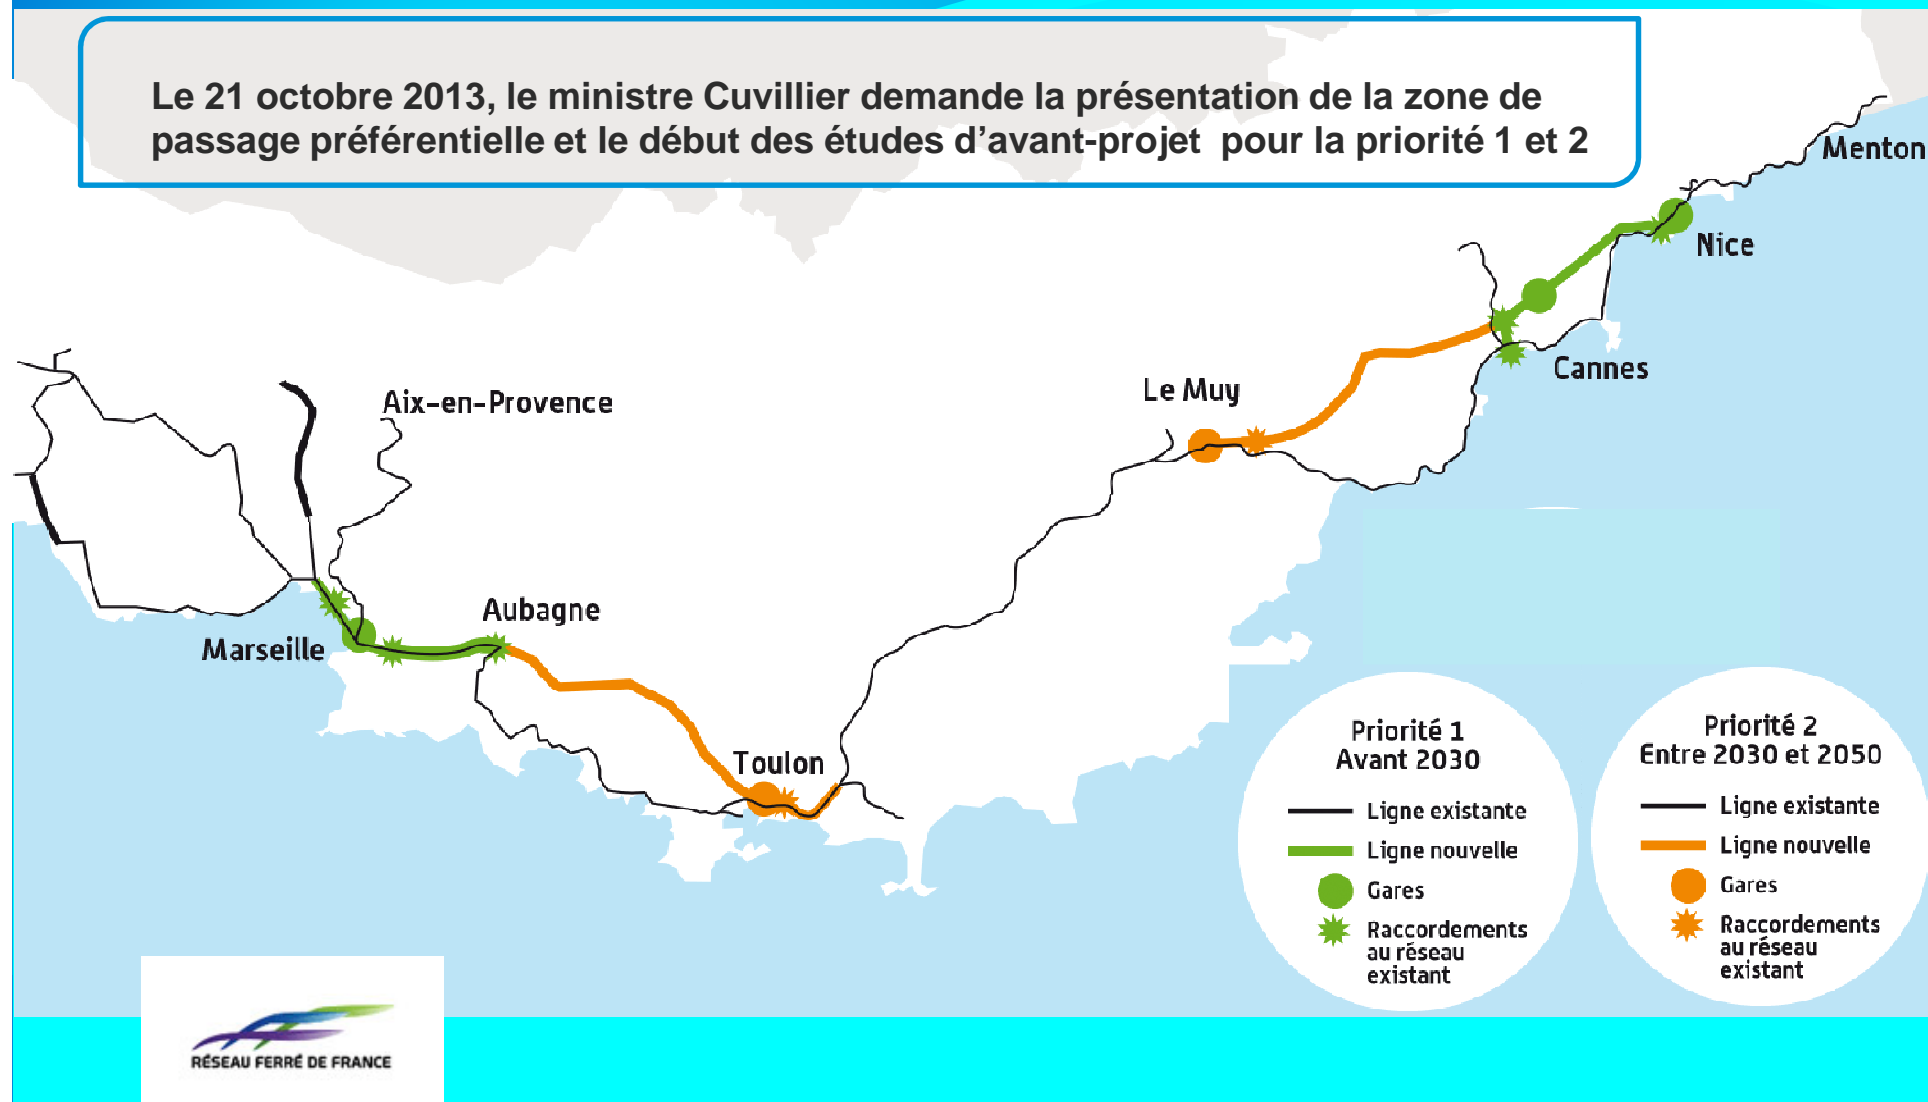 Le 21 octobre 2013, le ministre Cuvillier demande la présentation de la zone de
passage préférentielle et le début des études d'avant-projet pour la priorité 1 et 2
Menton
Nice
Cannes
Le Muy
Aix-en-Provence
Aubagne
Marseille
Toulon
Priorité 1
Avant 2030
Ligne existante
Ligne nouvelle
Gares
Raccordements
au réseau
existant
Priorité 2
Entre 2030 et 2050
Ligne existante
Ligne nouvelle
Gares
Raccordements
au réseau
existant
RÉSEAU FERRÉ DE FRANCE